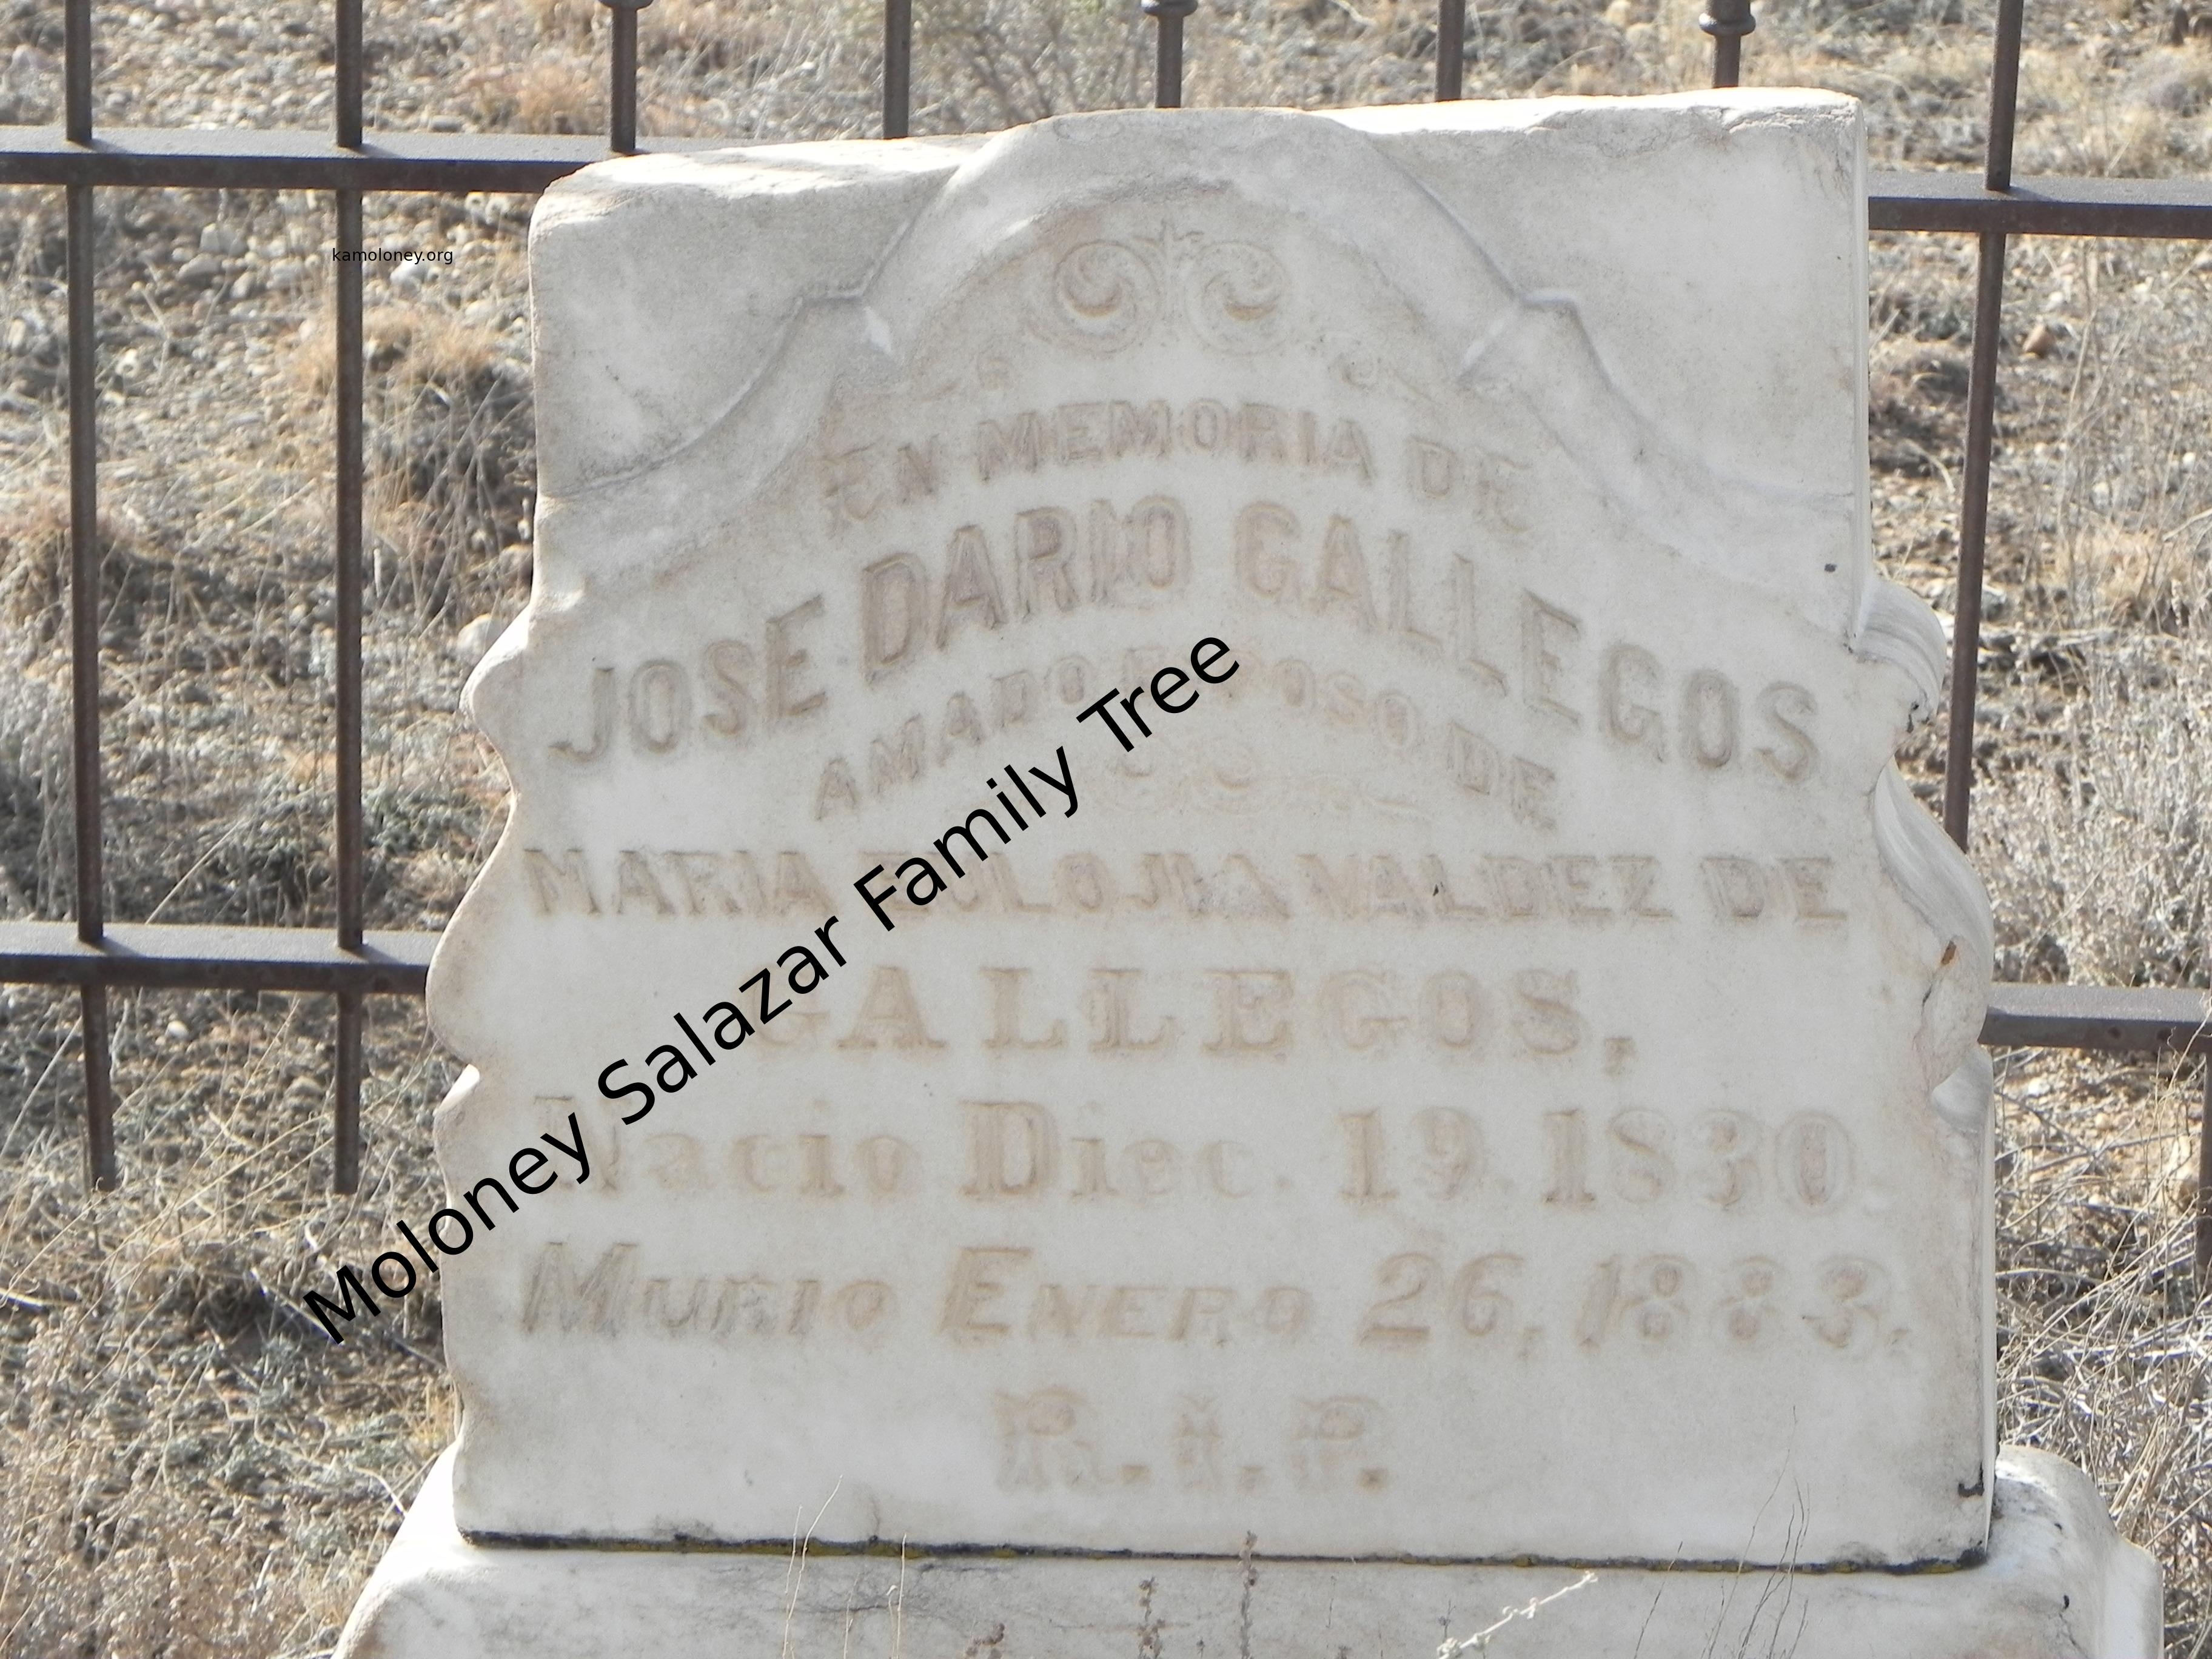 kamoloney.org
EN MEMORIA DE
JOSE DARIO GALLEGOS
AMADO ESPOSO DE
MARIA EULOJIA VALDEZ DE
GALLEGOS,
Nacio Diec. 19. 1830
MURIO ENERO 26, 1883.
R. I. P.
Moloney Salazar Family Tree